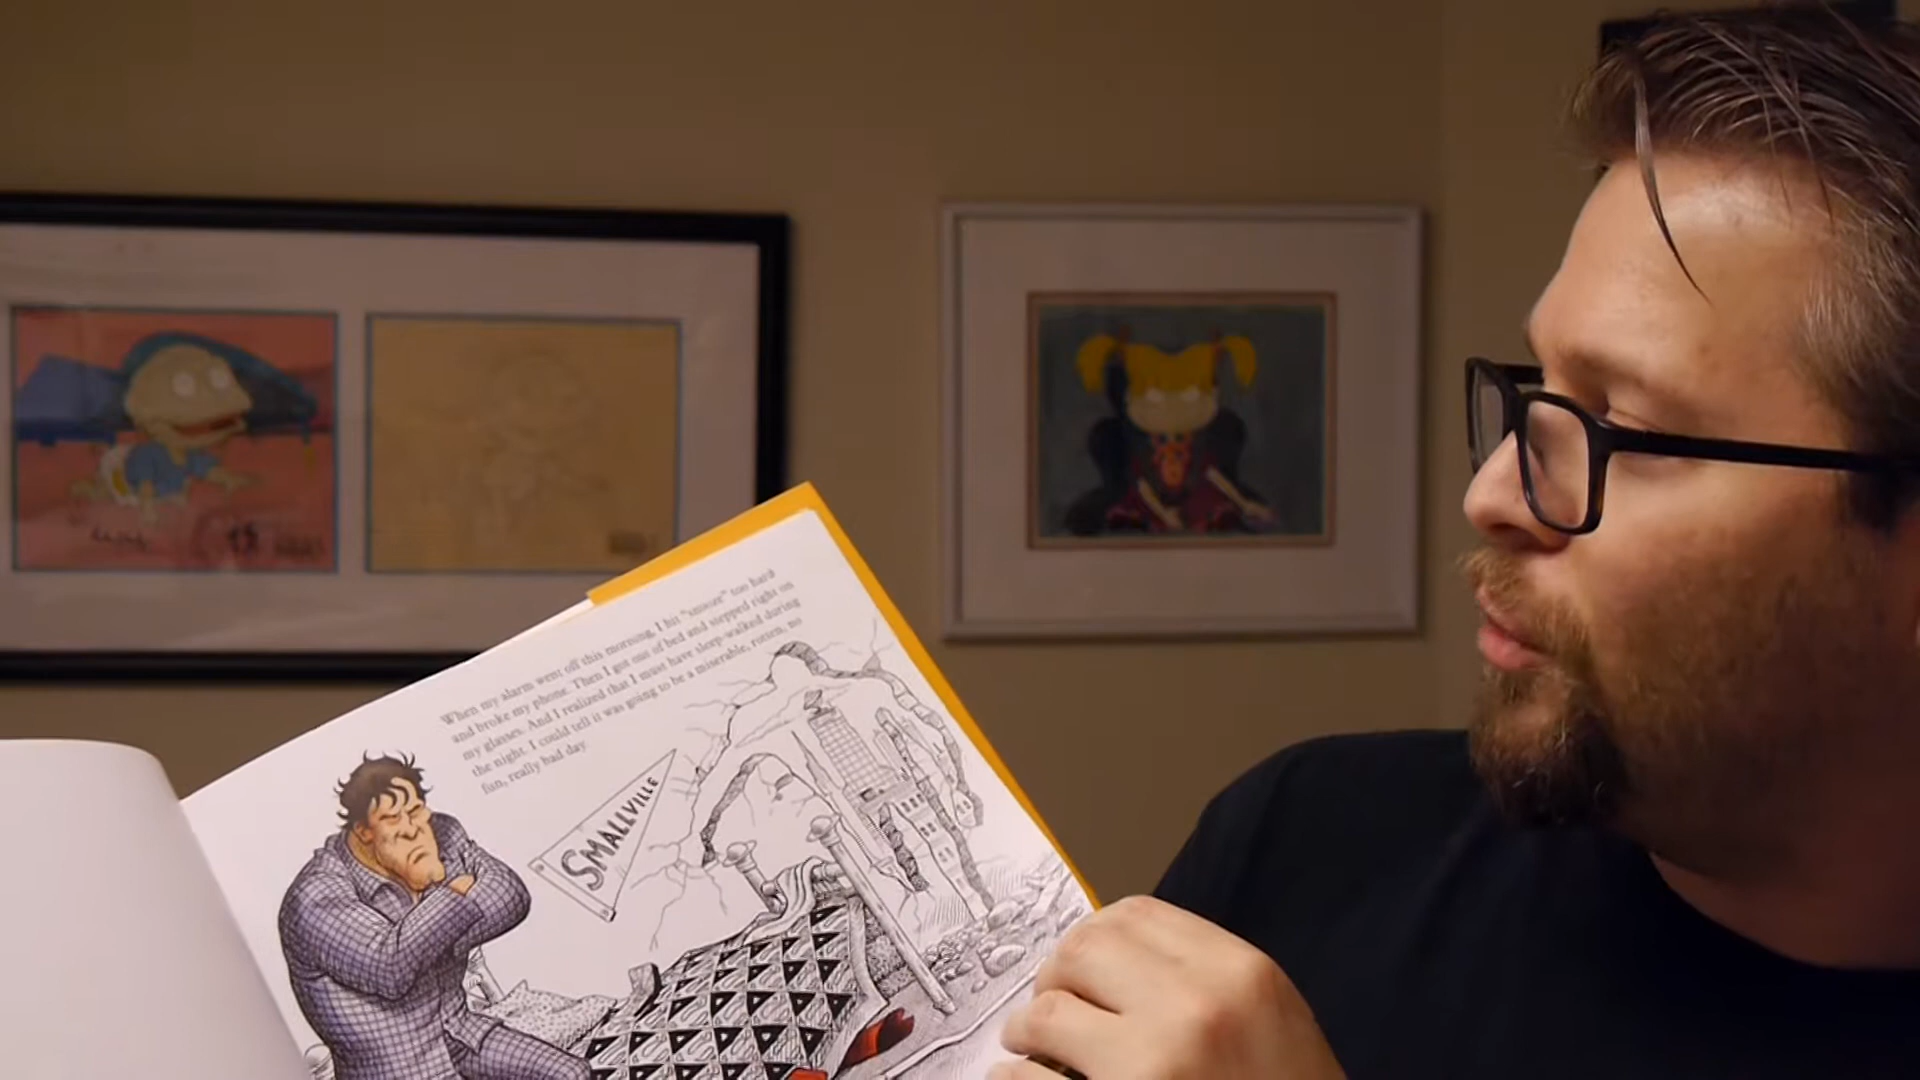 When my alarm went off this morning, I hit "snooze" too hard
and broke my phone. Then I got out of bed and stepped right on
my glasses. And I realized that I must have sleep-walked during
the night. I could tell it was going to be a miserable, rotten, no
fun, really bad day.
SMALLVILLE